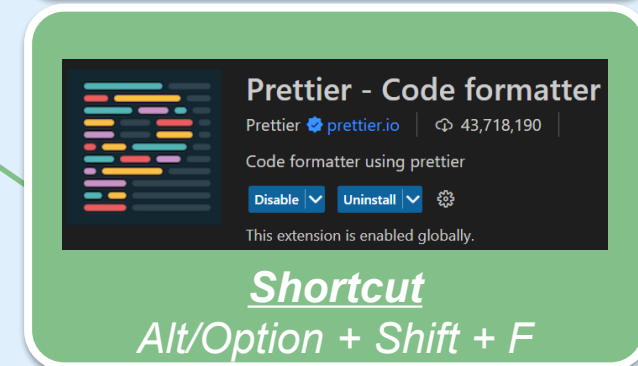 Prettier - Code formatter
Prettier prettier.io 43,718,190
Code formatter using prettier
Disable Uninstall
This extension is enabled globally.
Shortcut
Alt/Option + Shift + F